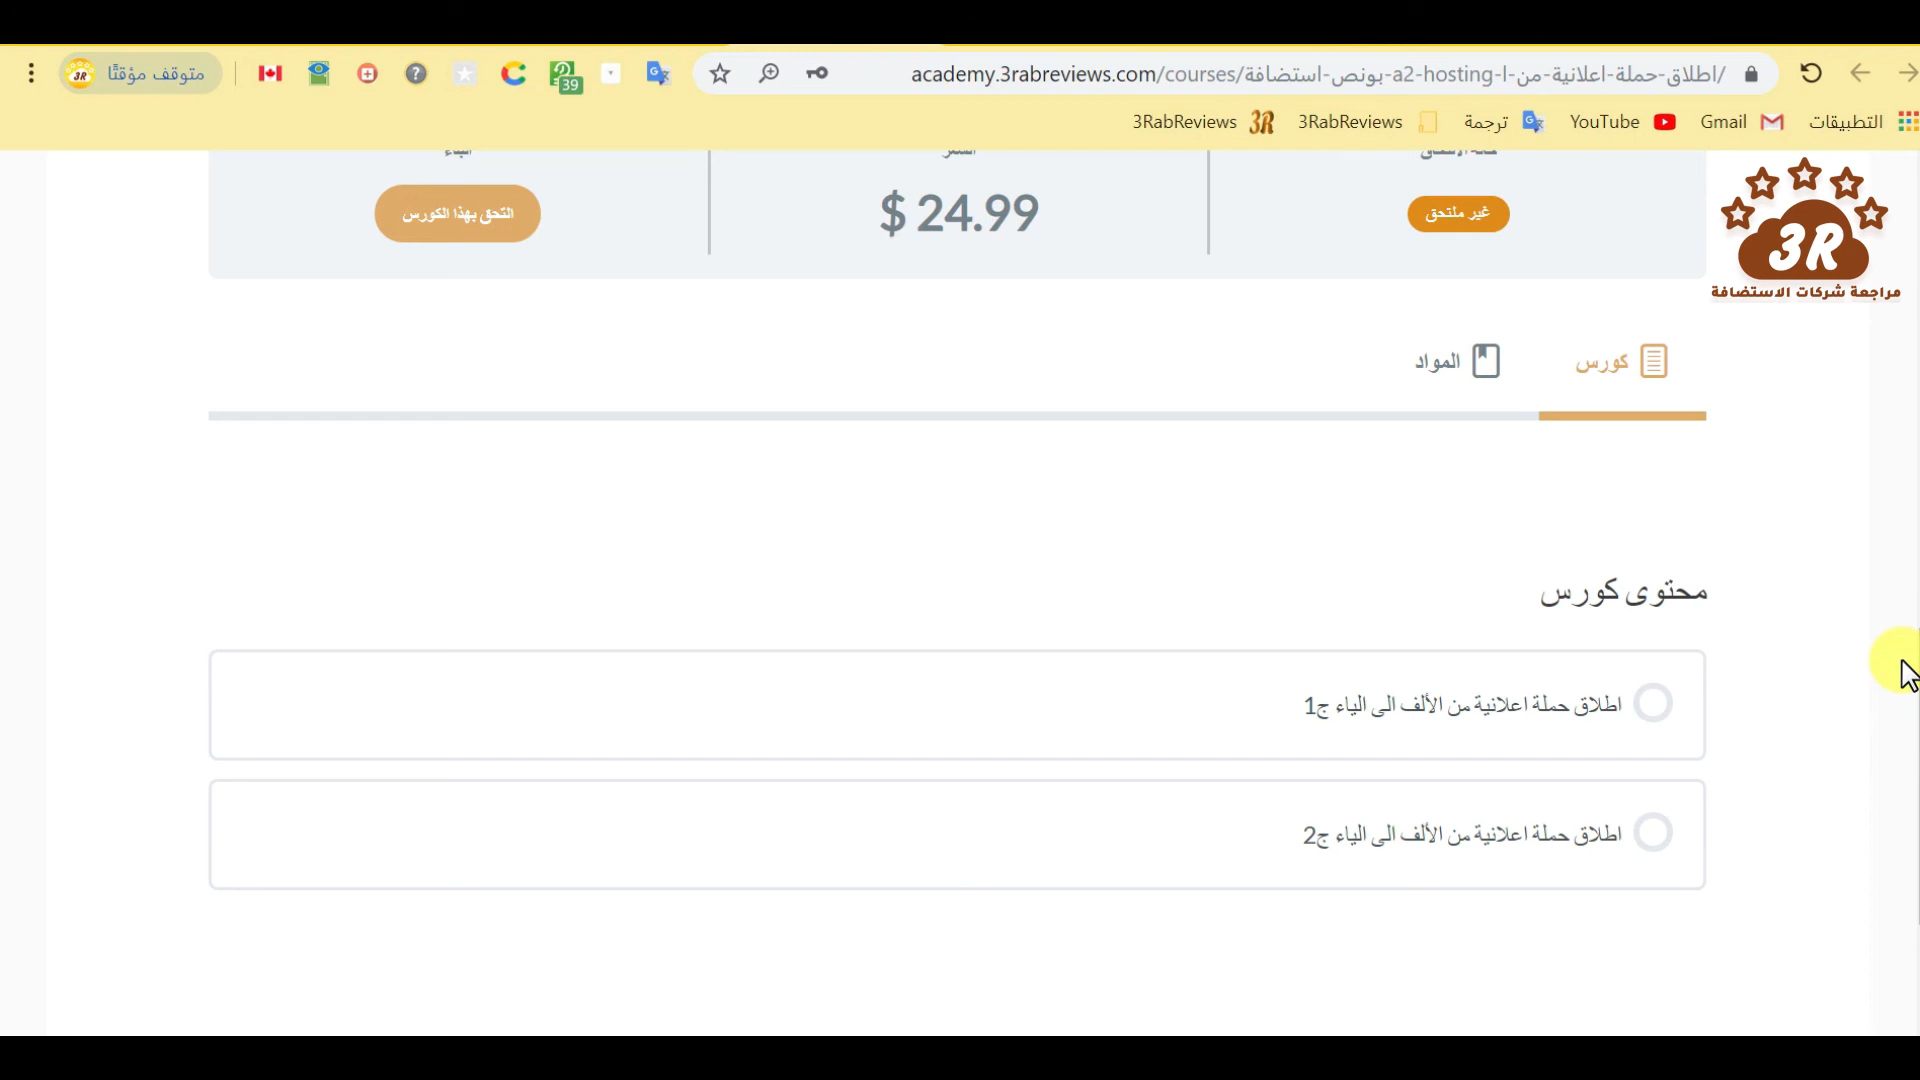 متوقف مؤقتًا
39
academy.3rabreviews.com/courses/اطلاق-حملة-اعلانية-من-ا-a2-hosting-بونص-استضافة/
التطبيقات
Gmail
YouTube
ترجمة
3RabReviews
3RabReviews
غير ملتحق
$ 24.99
التحق بهذا الكورس
3R
مراجعة شركات الاستضافة
كورس
المواد
محتوى كورس
اطلاق حملة اعلانية من الألف الى الياء ج1
اطلاق حملة اعلانية من الألف الى الياء ج2